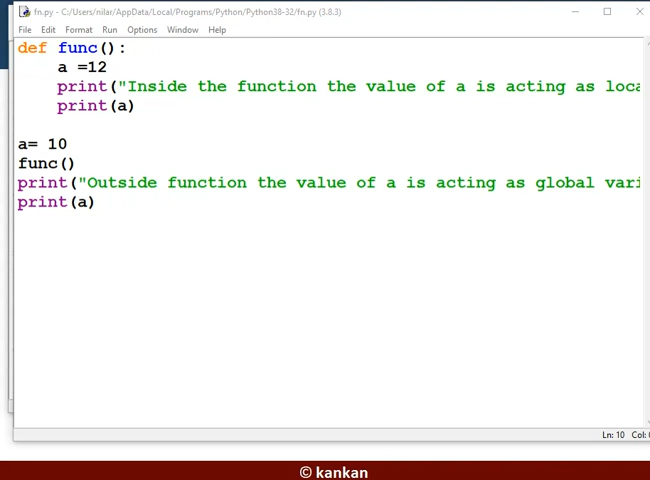 fn.py - C:/Users/nilar/AppData/Local/Programs/Python/Python38-32/fn.py (3.8.3)
File Edit Format Run Options Window Help
def func():
    a =12
    print("Inside the function the value of a is acting as loca
    print(a)
a= 10
func()
print("Outside function the value of a is acting as global vari
print(a)
Ln: 10 Col:
© kankan